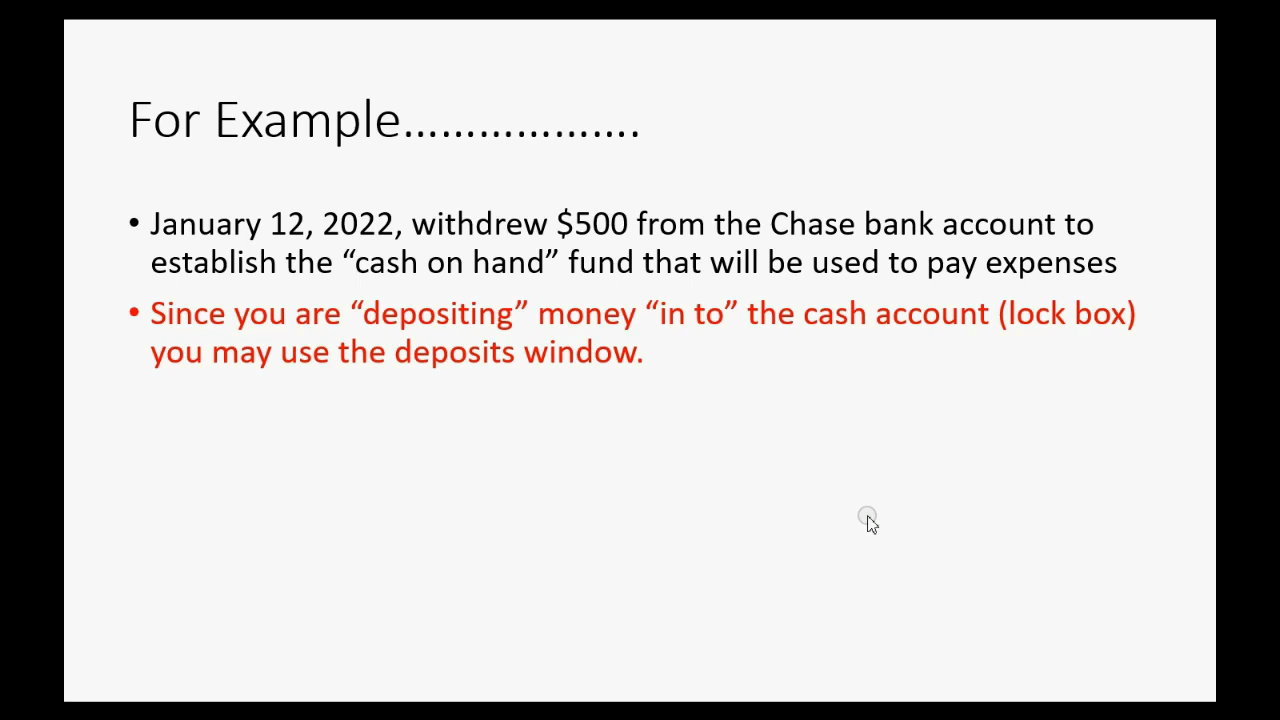 For Example……………….
• January 12, 2022, withdrew $500 from the Chase bank account to
establish the “cash on hand” fund that will be used to pay expenses
• Since you are “depositing” money “in to” the cash account (lock box)
you may use the deposits window.